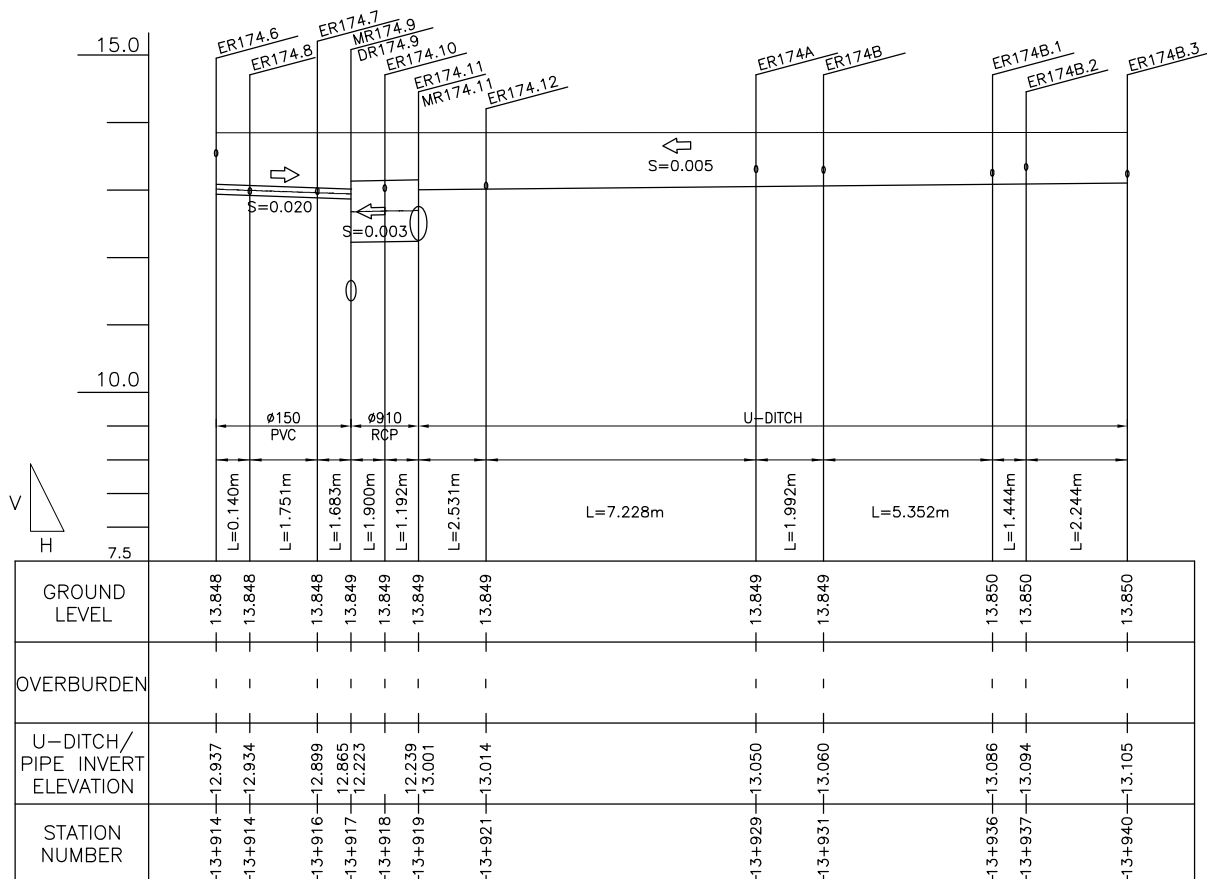 15.0
10.0
7.5
V
H
ER174.6
ER174.8
ER174.7
MR174.9
DR174.9
ER174.10
ER174.11
MR174.11
ER174.12
ER174A
ER174B
ER174B.1
ER174B.2
ER174B.3
S=0.020
S=0.003
S=0.005
ø150
PVC
ø910
RCP
U-DITCH
L=0.140m
L=1.751m
L=1.683m
L=1.900m
L=1.192m
L=2.531m
L=7.228m
L=1.992m
L=5.352m
L=1.444m
L=2.244m
GROUND
LEVEL
13.848
13.848
13.848
13.849
13.849
13.849
13.849
13.849
13.849
13.850
13.850
13.850
OVERBURDEN
- - - - - - - - - - - -
U-DITCH/
PIPE INVERT
ELEVATION
12.937
12.934
12.899
12.865
12.223
12.239
13.001
13.014
13.050
13.060
13.086
13.094
13.105
STATION
NUMBER
13+914
13+914
13+916
13+917
13+918
13+919
13+921
13+929
13+931
13+936
13+937
13+940